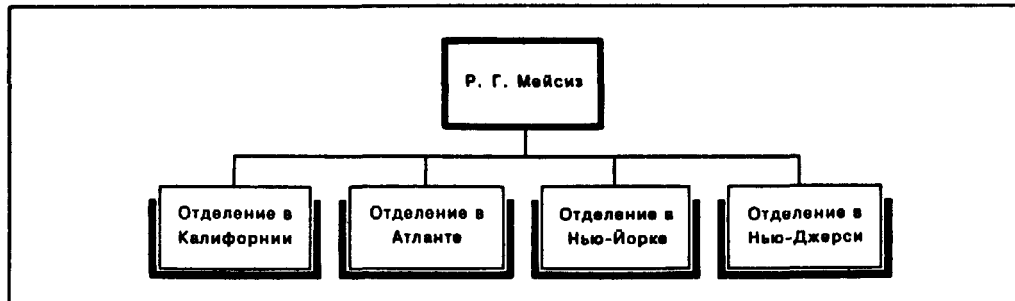 Р. Г. Мейсиз
Отделение в
Калифорнии
Отделение в
Атланте
Отделение в
Нью-Йорке
Отделение в
Нью-Джерси